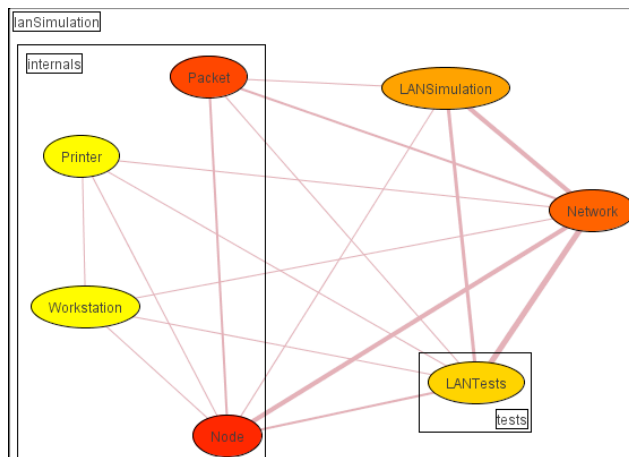 lanSimulation
internals
Packet
LANSimulation
Printer
Network
Workstation
LANTests
tests
Node